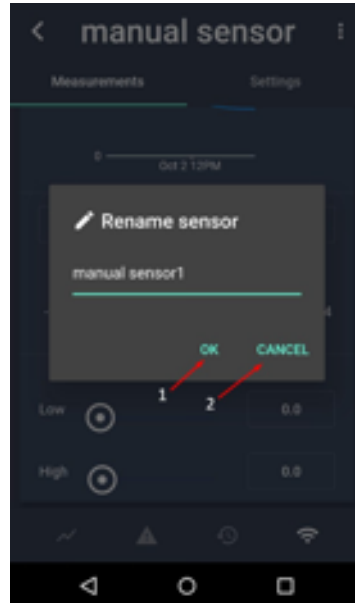 manual sensor
Measurements Settings
0
Oct 2 12PM
Rename sensor
manual sensor1
4
OK CANCEL
1 2
Low 0.0
High 0.0